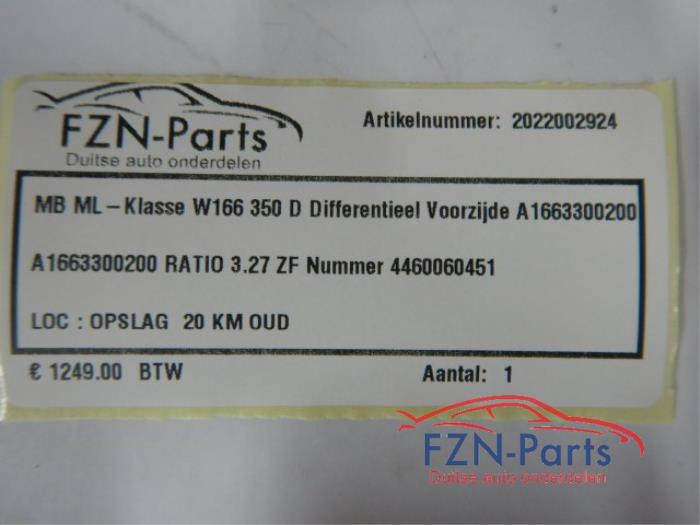 FZN-Parts
Duitse auto onderdelen
Artikelnummer: 2022002924
MB ML-Klasse W166 350 D Differentieel Voorzijde A1663300200
A1663300200 RATIO 3.27 ZF Nummer 4460060451
LOC : OPSLAG 20 KM OUD
€ 1249.00 BTW
Aantal: 1
FZN-Parts
Duitse auto onderdelen